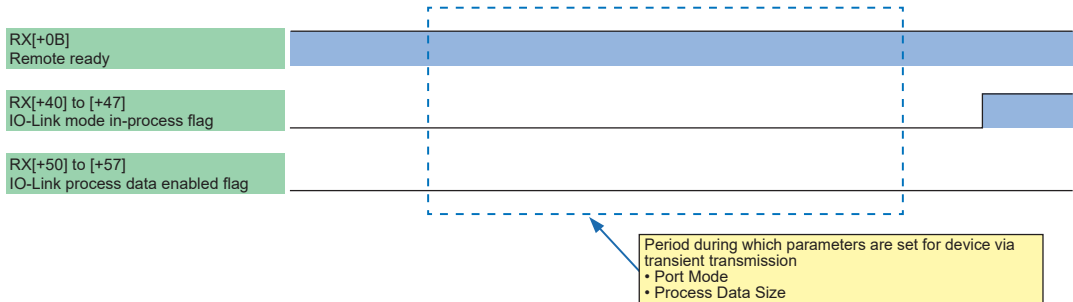 RX[+0B]
Remote ready
RX[+40] to [+47]
IO-Link mode in-process flag
RX[+50] to [+57]
IO-Link process data enabled flag
Period during which parameters are set for device via
transient transmission
• Port Mode
• Process Data Size